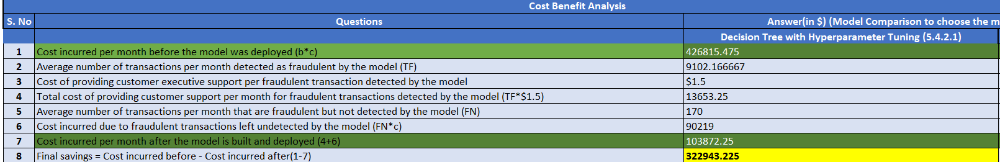 Cost Benefit Analysis
S. No Questions Answer(in $) (Model Comparison to choose the m
Decision Tree with Hyperparameter Tuning (5.4.2.1)
1 Cost incurred per month before the model was deployed (b*c) 426815.475
2 Average number of transactions per month detected as fraudulent by the model (TF) 9102.166667
3 Cost of providing customer executive support per fraudulent transaction detected by the model $1.5
4 Total cost of providing customer support per month for fraudulent transactions detected by the model (TF*$1.5) 13653.25
5 Average number of transactions per month that are fraudulent but not detected by the model (FN) 170
6 Cost incurred due to fraudulent transactions left undetected by the model (FN*c) 90219
7 Cost incurred per month after the model is built and deployed (4+6) 103872.25
8 Final savings = Cost incurred before - Cost incurred after(1-7) 322943.225